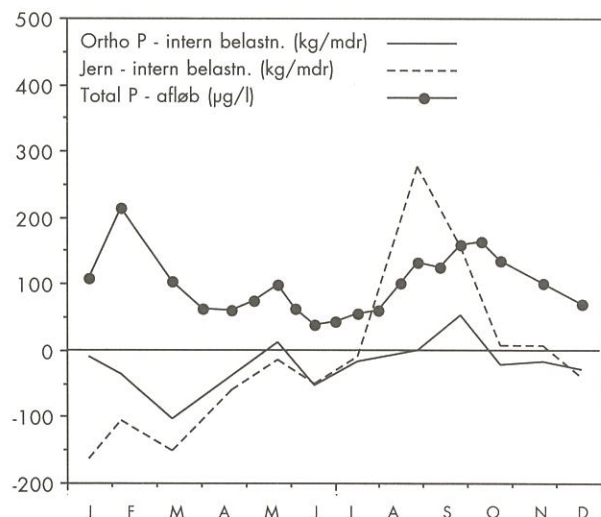 500
400
300
200
100
0
-100
-200
Ortho P - intern belastn. (kg/mdr)
Jern - intern belastn. (kg/mdr)
Total P - afløb (µg/l)
J F M A M J J A S O N D